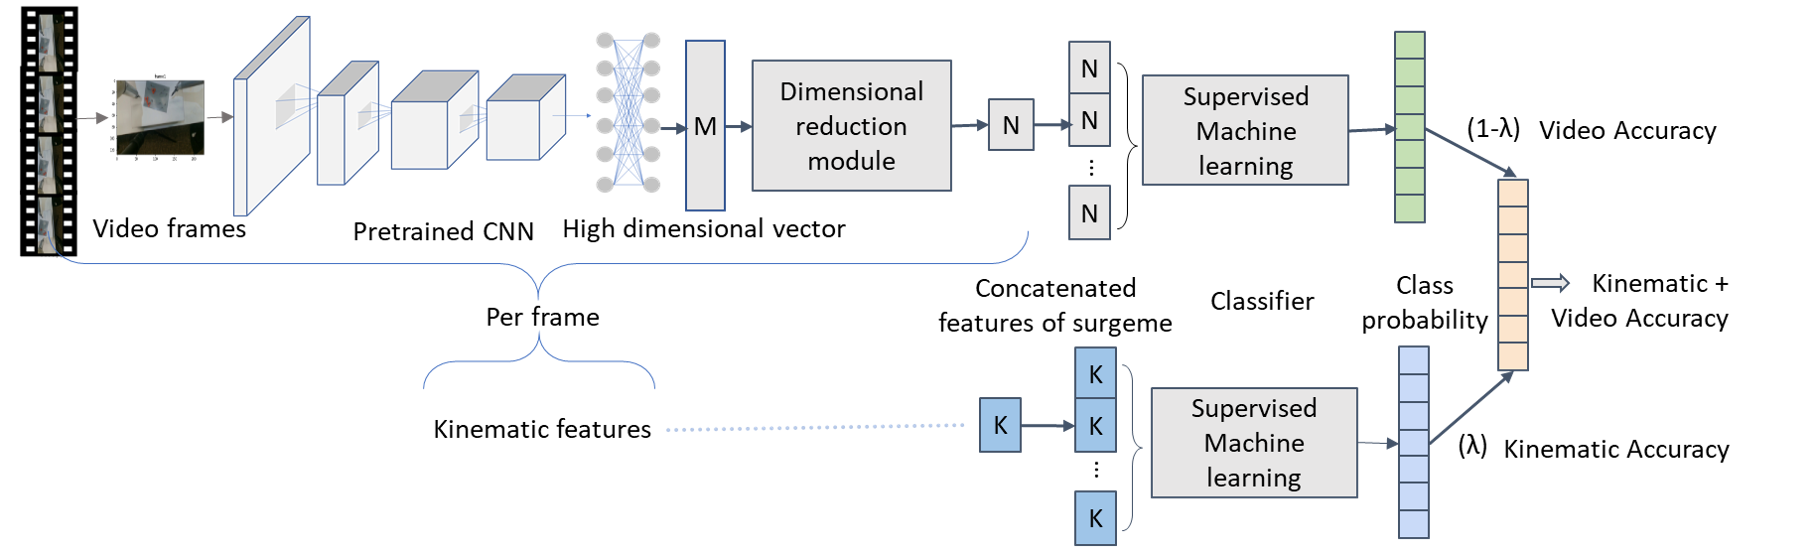 Video frames
Pretrained CNN
High dimensional vector
M
Dimensional
reduction
module
N
N
N
⋮
N
Supervised
Machine
learning
(1-λ) Video Accuracy
Per frame
Kinematic features
Concatenated
features of surgeme
Classifier
Class
probability
Kinematic +
Video Accuracy
K
K
K
⋮
K
Supervised
Machine
learning
(λ) Kinematic Accuracy